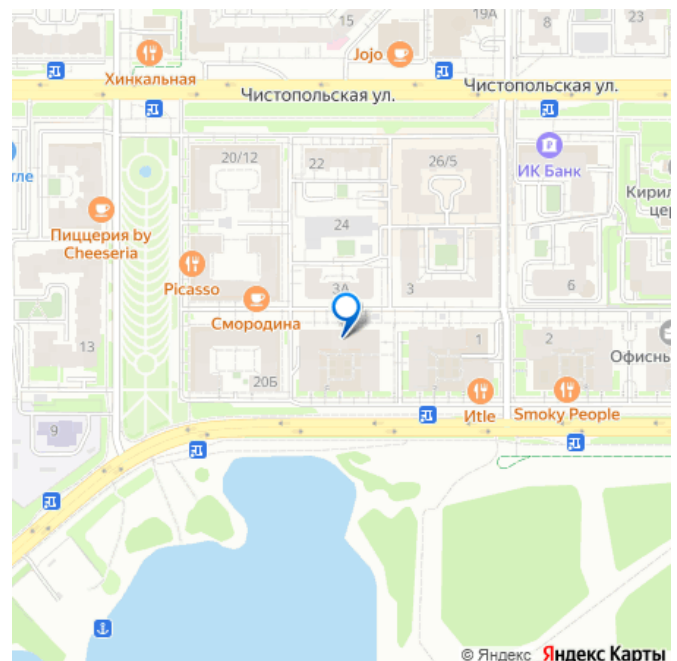 15
19А
8
23
Jojo
Хинкальная
Чистопольская ул.
Чистопольская ул.
20/12
22
26/5
ИК Банк
тле
Кирил
цер
Пиццерия by
Cheeseria
24
Picasso
3А
3
6
Смородина
13
1
2
Офисны
20Б
Itle
Smoky People
9
© Яндекс Яндекс Карты